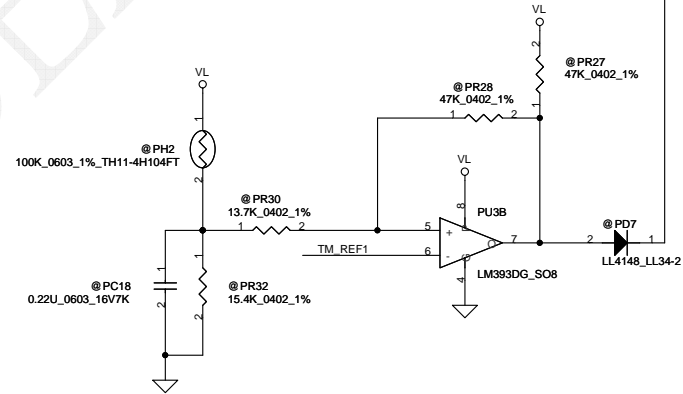 VL
2
@PR27
47K_0402_1%
1
VL
@PR28
47K_0402_1%
1
2
1
@PH2
100K_0603_1%_TH11-4H104FT
2
VL
8
PU3B
@PR30
13.7K_0402_1%
1
2
5
+
6
-
O
7
P
G
TM_REF1
4
LM393DG_SO8
@PD7
2
1
LL4148_LL34-2
1
@PC18
0.22U_0603_16V7K
2
1
@PR32
15.4K_0402_1%
2